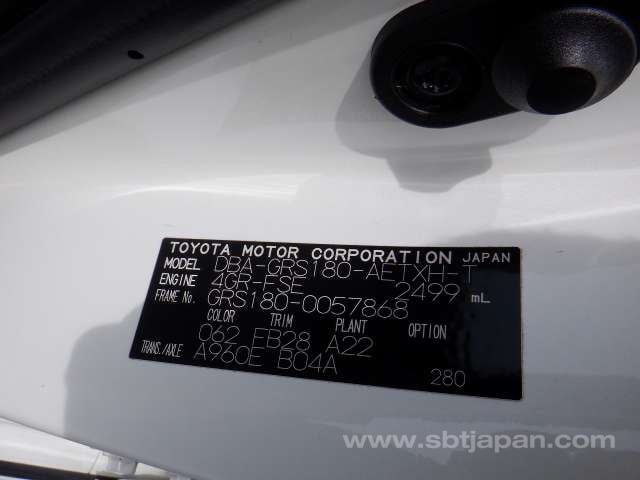 TOYOTA MOTOR CORPORATION JAPAN
MODEL DBA-GRS180-AETXH-T
ENGINE 4GR-FSE 2499 mL
FRAME No. GRS180-0057868
COLOR TRIM PLANT OPTION
062 FB28 A22
TRANS./AXLE A960E B04A
280
www.sbtjapan.com